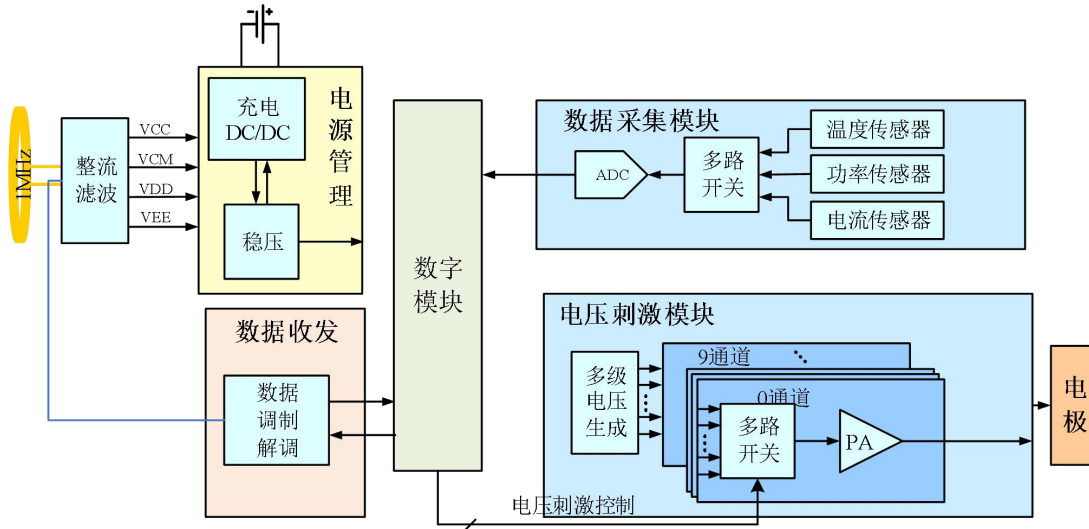 - +
1MHz
整流
滤波
VCC
VCM
VDD
VEE
充电
DC/DC
稳压
电
源
管
理
数据收发
数据
调制
解调
数字
模块
数据采集模块
ADC
多路
开关
温度传感器
功率传感器
电流传感器
电压刺激模块
多级
电压
生成
9通道
0通道
多路
开关
PA
电
极
电压刺激控制